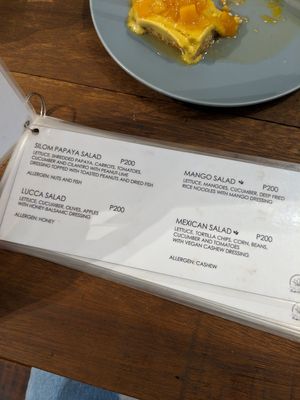 SILOM PAPAYA SALAD P200
LETTUCE, SHREDDED PAPAYA, CARROTS, TOMATOES,
CUCUMBER AND CILANTRO WITH PEANUT-LIME
DRESSING TOPPED WITH TOASTED PEANUTS AND DRIED FISH
ALLERGEN: NUTS AND FISH
LUCCA SALAD P200
LETTUCE, CUCUMBER, OLIVES, APPLES
WITH HONEY-BALSAMIC DRESSING
ALLERGEN: HONEY
MANGO SALAD P200
LETTUCE, MANGOES, CUCUMBER, DEEP FRIED
RICE NOODLES WITH MANGO DRESSING
MEXICAN SALAD P200
LETTUCE, TORTILLA CHIPS, CORN, BEANS,
CUCUMBER AND TOMATOES
WITH VEGAN CASHEW DRESSING
ALLERGEN: CASHEW